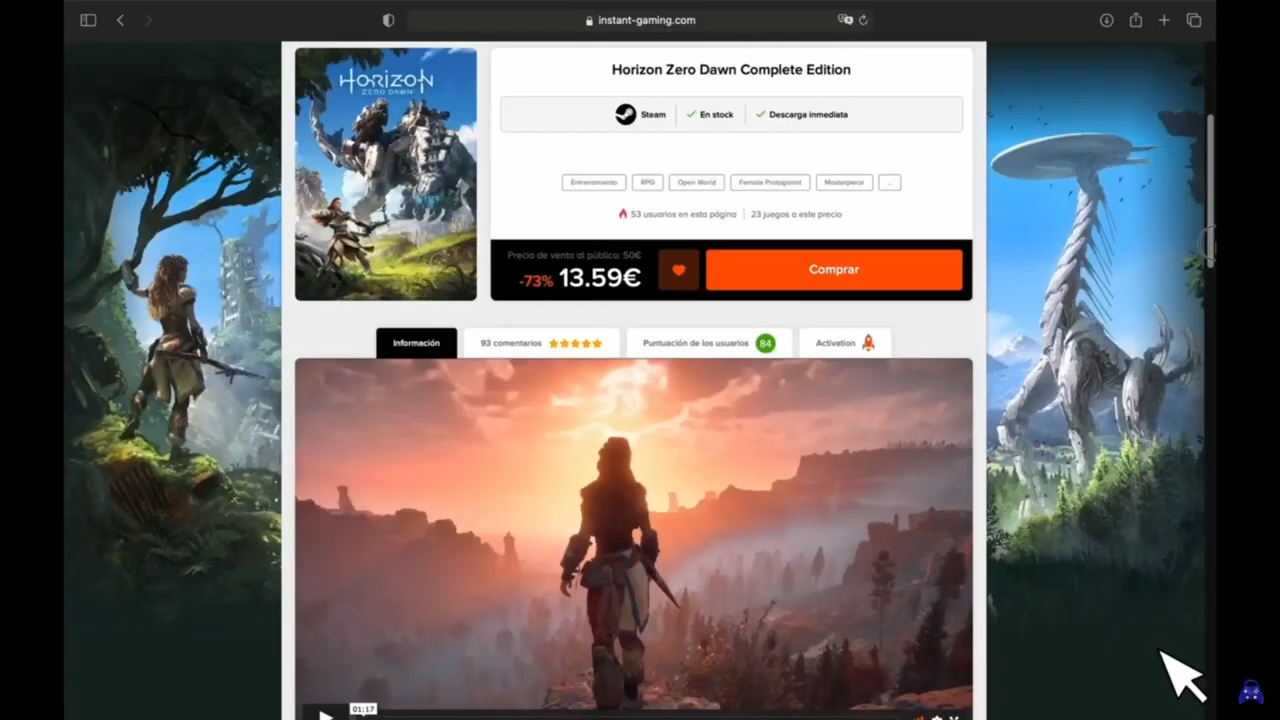 instant-gaming.com
HORIZON
ZERO DAWN
Horizon Zero Dawn Complete Edition
Steam
En stock
Descarga inmediata
Entrenamiento
RPG
Open World
Female Protagonist
Masterpiece
...
53 usuarios en esta página
23 juegos a este precio
Precio de venta al público: 50€
-73% 13.59€
Comprar
Información
93 comentarios
Puntuación de los usuarios 84
Activation
01:17